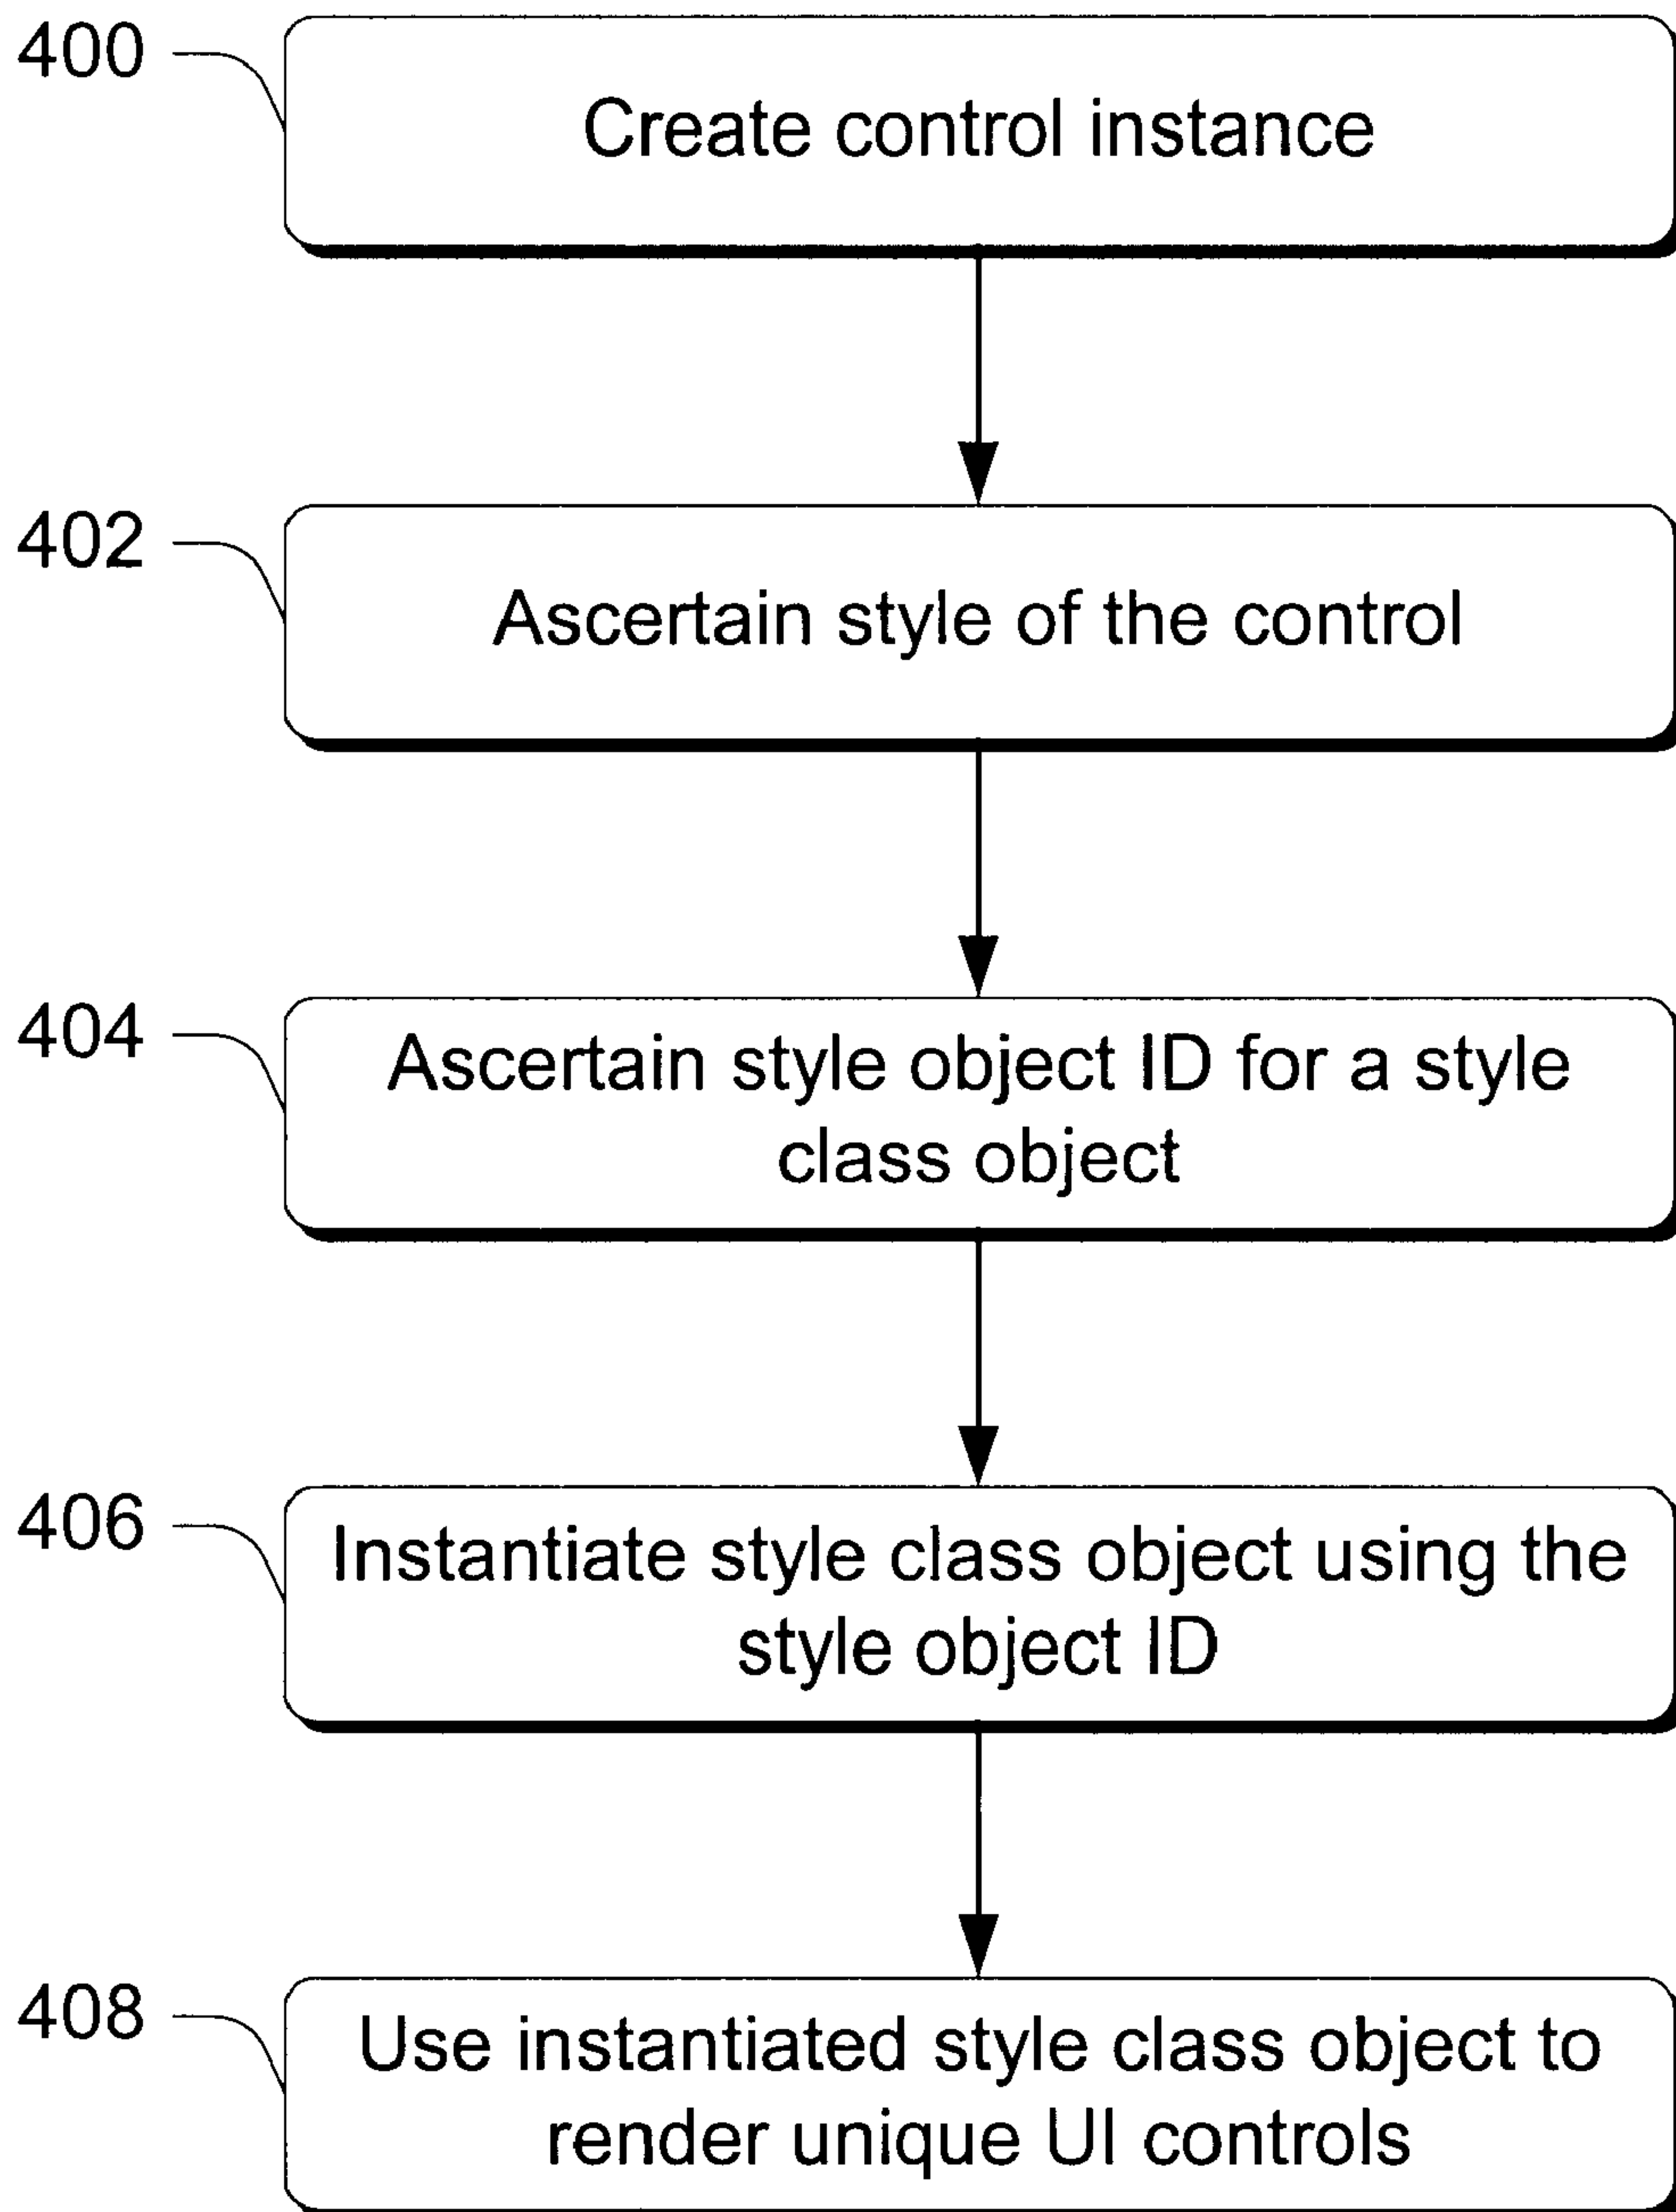 400
Create control instance
402
Ascertain style of the control
404
Ascertain style object ID for a style
class object
406
Instantiate style class object using the
style object ID
408
Use instantiated style class object to
render unique UI controls